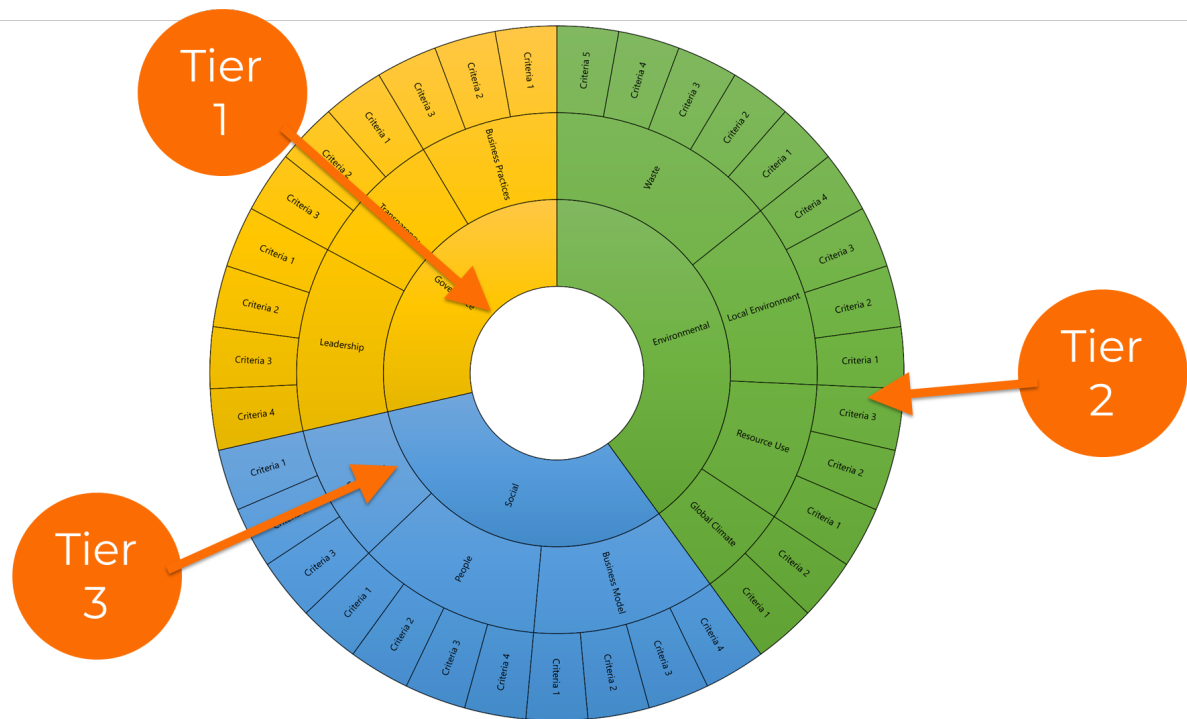 Tier
1
Tier
2
Tier
3
Environmental
Social
Waste
Local Environment
Resource Use
Global Climate
Business Model
People
Leadership
Business Practices
Criteria 5
Criteria 4
Criteria 3
Criteria 2
Criteria 1
Criteria 4
Criteria 3
Criteria 2
Criteria 1
Criteria 3
Criteria 2
Criteria 1
Criteria 2
Criteria 1
Criteria 4
Criteria 3
Criteria 2
Criteria 1
Criteria 4
Criteria 3
Criteria 2
Criteria 1
Criteria 3
Criteria 1
Criteria 4
Criteria 3
Criteria 2
Criteria 1
Criteria 3
Criteria 2
Criteria 1
Criteria 3
Criteria 2
Criteria 1